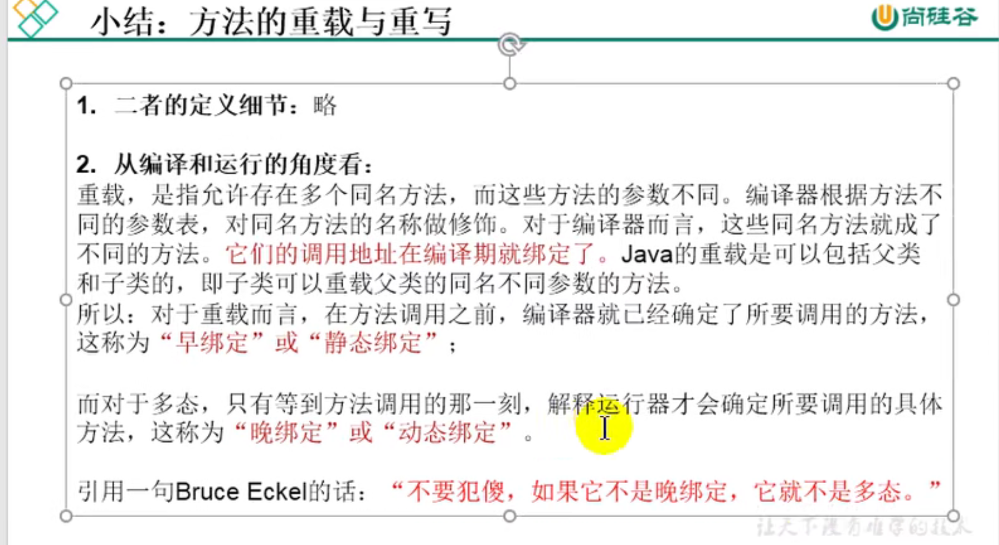 小结：方法的重载与重写
尚硅谷
1. 二者的定义细节：略
2. 从编译和运行的角度看：
重载，是指允许存在多个同名方法，而这些方法的参数不同。编译器根据方法不
同的参数表，对同名方法的名称做修饰。对于编译器而言，这些同名方法就成了
不同的方法。它们的调用地址在编译期就绑定了。Java的重载是可以包括父类
和子类的，即子类可以重载父类的同名不同参数的方法。
所以：对于重载而言，在方法调用之前，编译器就已经确定了所要调用的方法，
这称为“早绑定”或“静态绑定”；
而对于多态，只有等到方法调用的那一刻，解释运行器才会确定所要调用的具体
方法，这称为“晚绑定”或“动态绑定”。
引用一句Bruce Eckel的话：“不要犯傻，如果它不是晚绑定，它就不是多态。”
让天下没有难学的技术